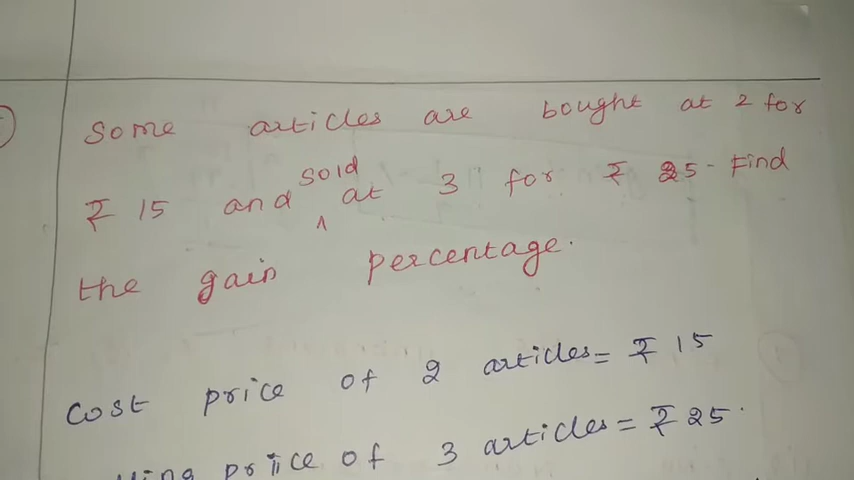 Some articles are bought at 2 for
₹ 15 and sold at 3 for ₹ 25. Find
the gain percentage.
Cost price of 2 articles = ₹ 15
price of 3 articles = ₹ 25.